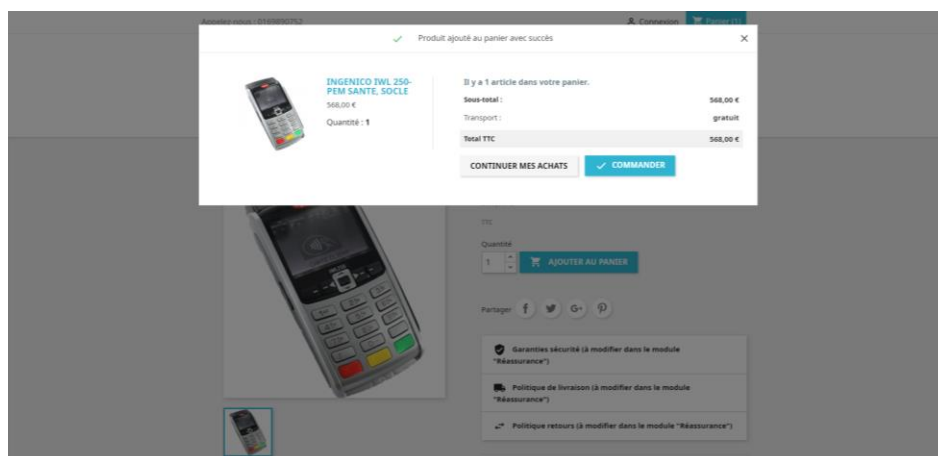 Appelez-nous : 0169890752
Connexion
Panier (1)
Produit ajouté au panier avec succès
INGENICO IWL 250-
PEM SANTE, SOCLE
568,00 €
Quantité : 1
Il y a 1 article dans votre panier.
Sous-total :
568,00 €
Transport :
gratuit
Total TTC
568,00 €
CONTINUER MES ACHATS
COMMANDER
TTC
Quantité
1
AJOUTER AU PANIER
Partager
Garanties sécurité (à modifier dans le module
"Réassurance")
Politique de livraison (à modifier dans le module
"Réassurance")
Politique retours (à modifier dans le module "Réassurance")